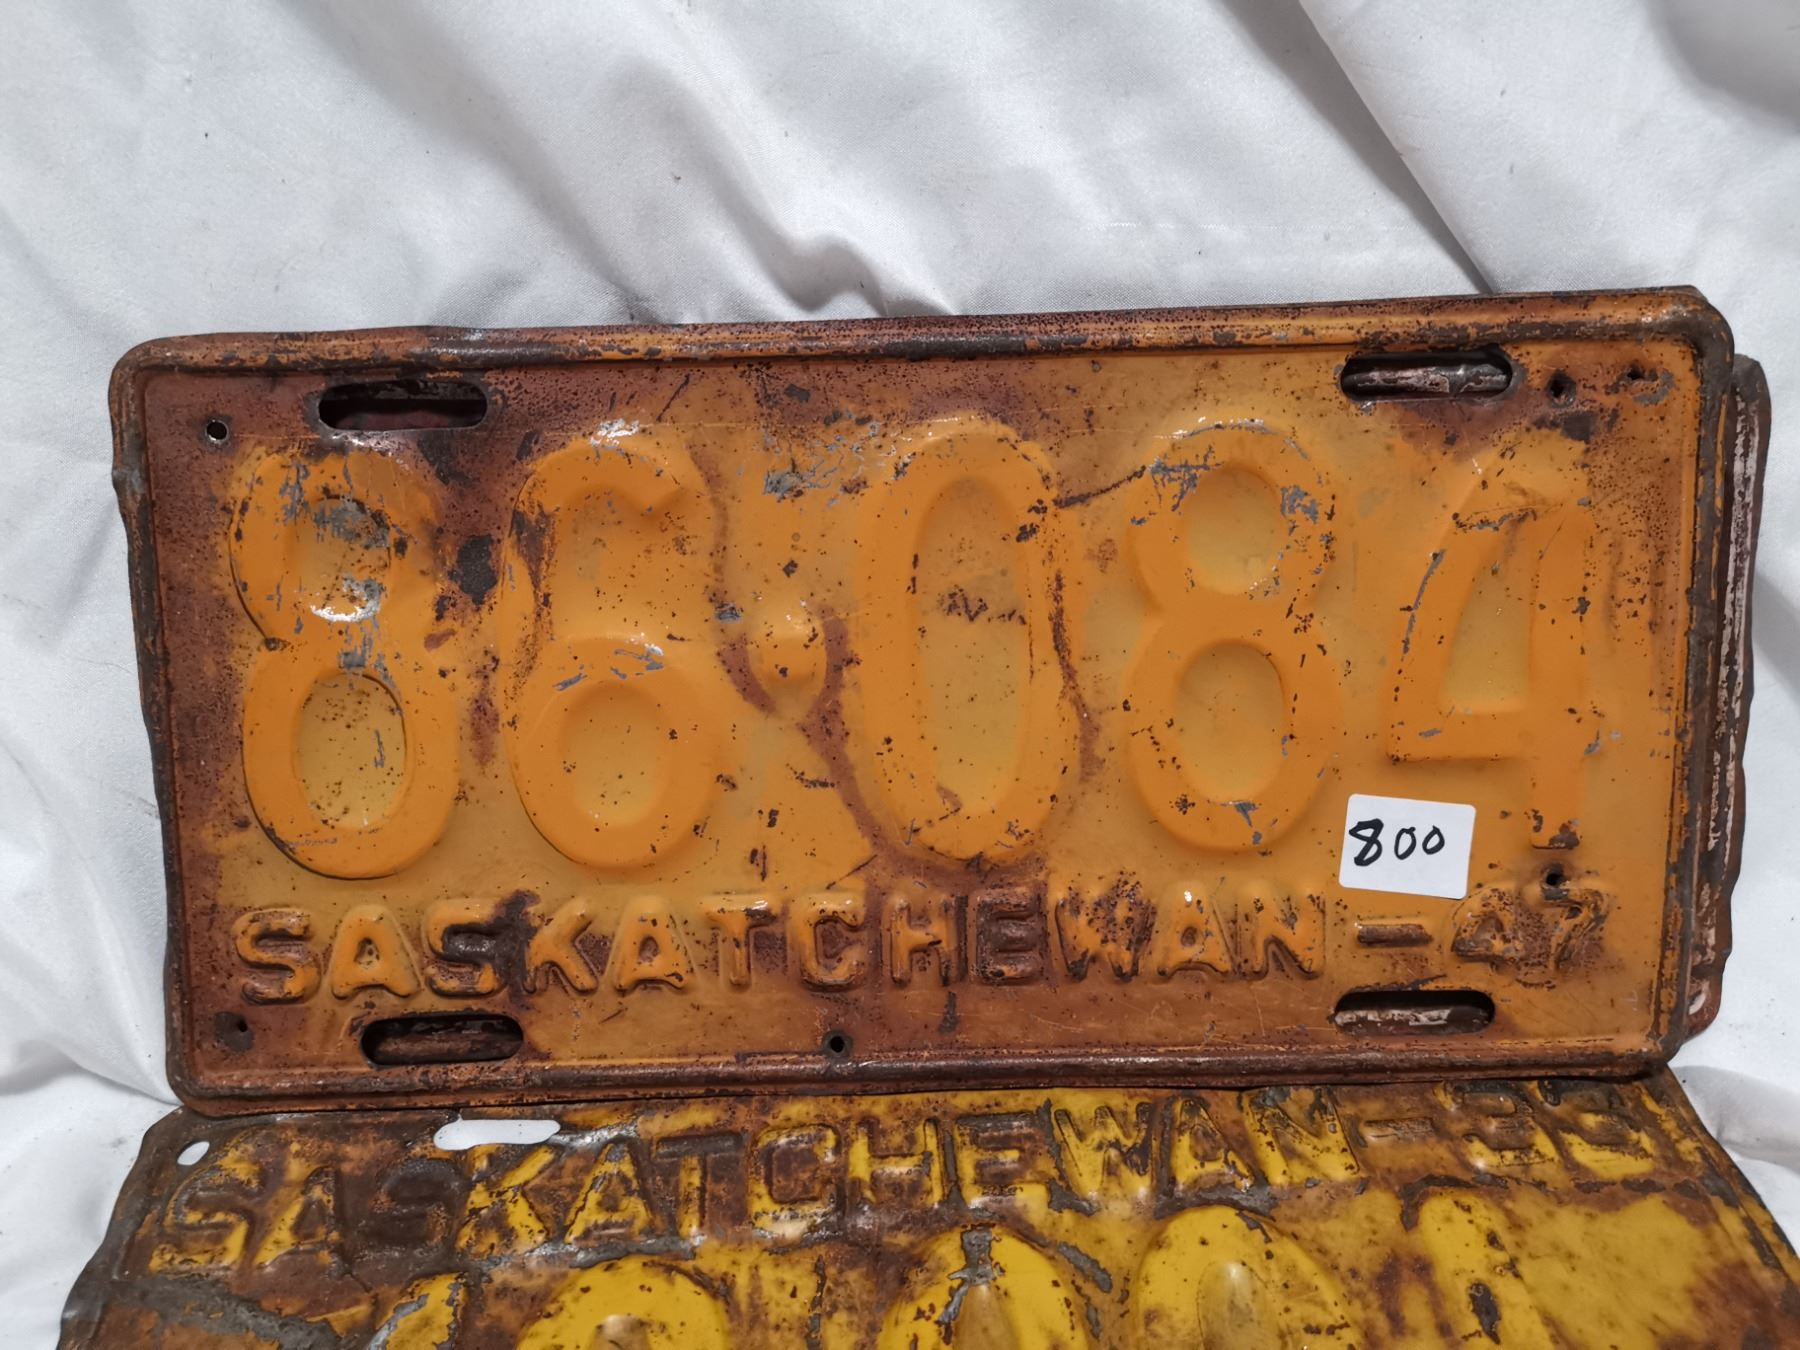 86·084
800
SASKATCHEWAN-47
SASKATCHEWAN-